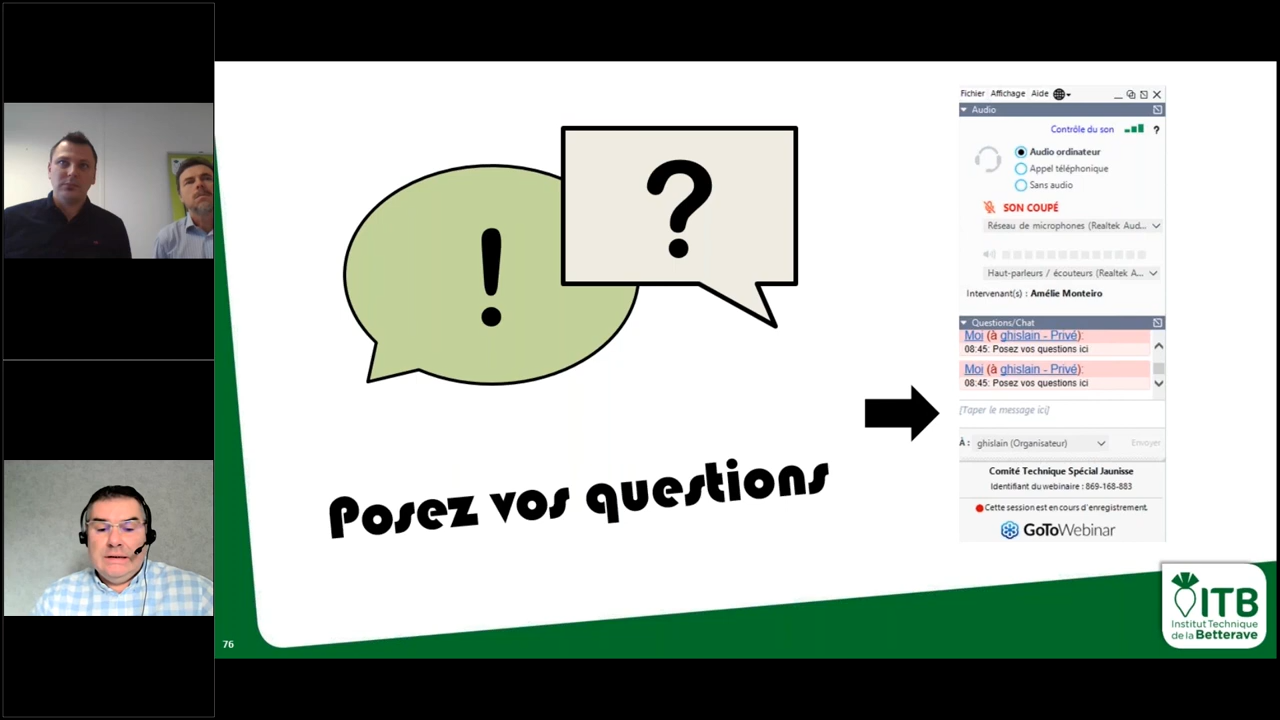 !
?
Posez vos questions
Fichier Affichage Aide
Audio
Contrôle du son ?
Audio ordinateur
Appel téléphonique
Sans audio
SON COUPÉ
Réseau de microphones (Realtek Aud...
Haut-parleurs / écouteurs (Realtek A...
Intervenant(s) : Amélie Monteiro
Questions/Chat
Moi (à ghislain - Privé):
08:45: Posez vos questions ici
Moi (à ghislain - Privé):
08:45: Posez vos questions ici
[Taper le message ici]
À : ghislain (Organisateur) Envoyer
Comité Technique Spécial Jaunisse
Identifiant du webinaire : 869-168-883
Cette session est en cours d'enregistrement.
GoToWebinar
76
ITB
Institut Technique
de la Betterave